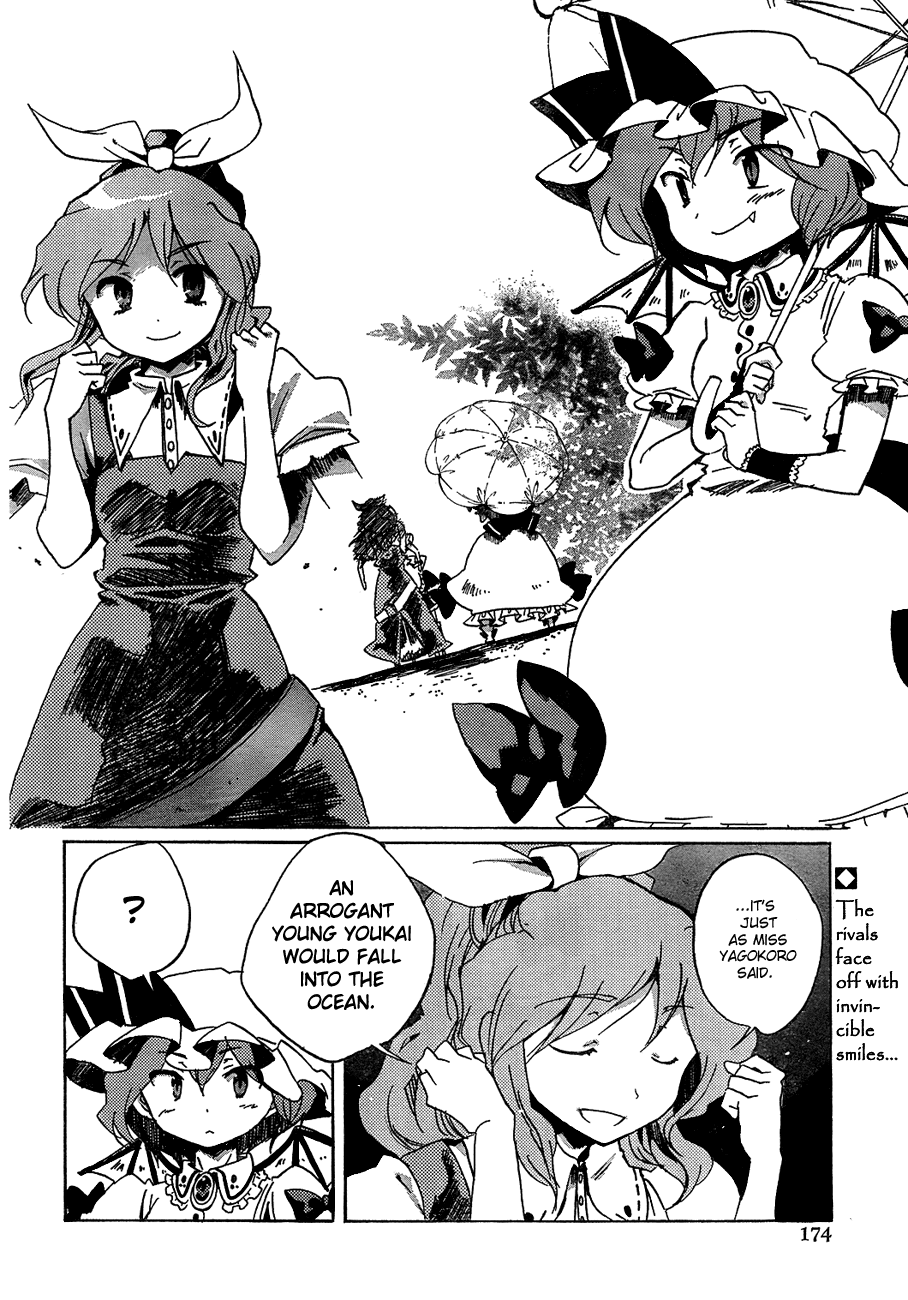 The
rivals
face
off with
invin-
cible
smiles...
...IT'S
JUST
AS MISS
YAGOKORO
SAID.
AN
ARROGANT
YOUNG YOUKAI
WOULD FALL
INTO THE
OCEAN.
?
174